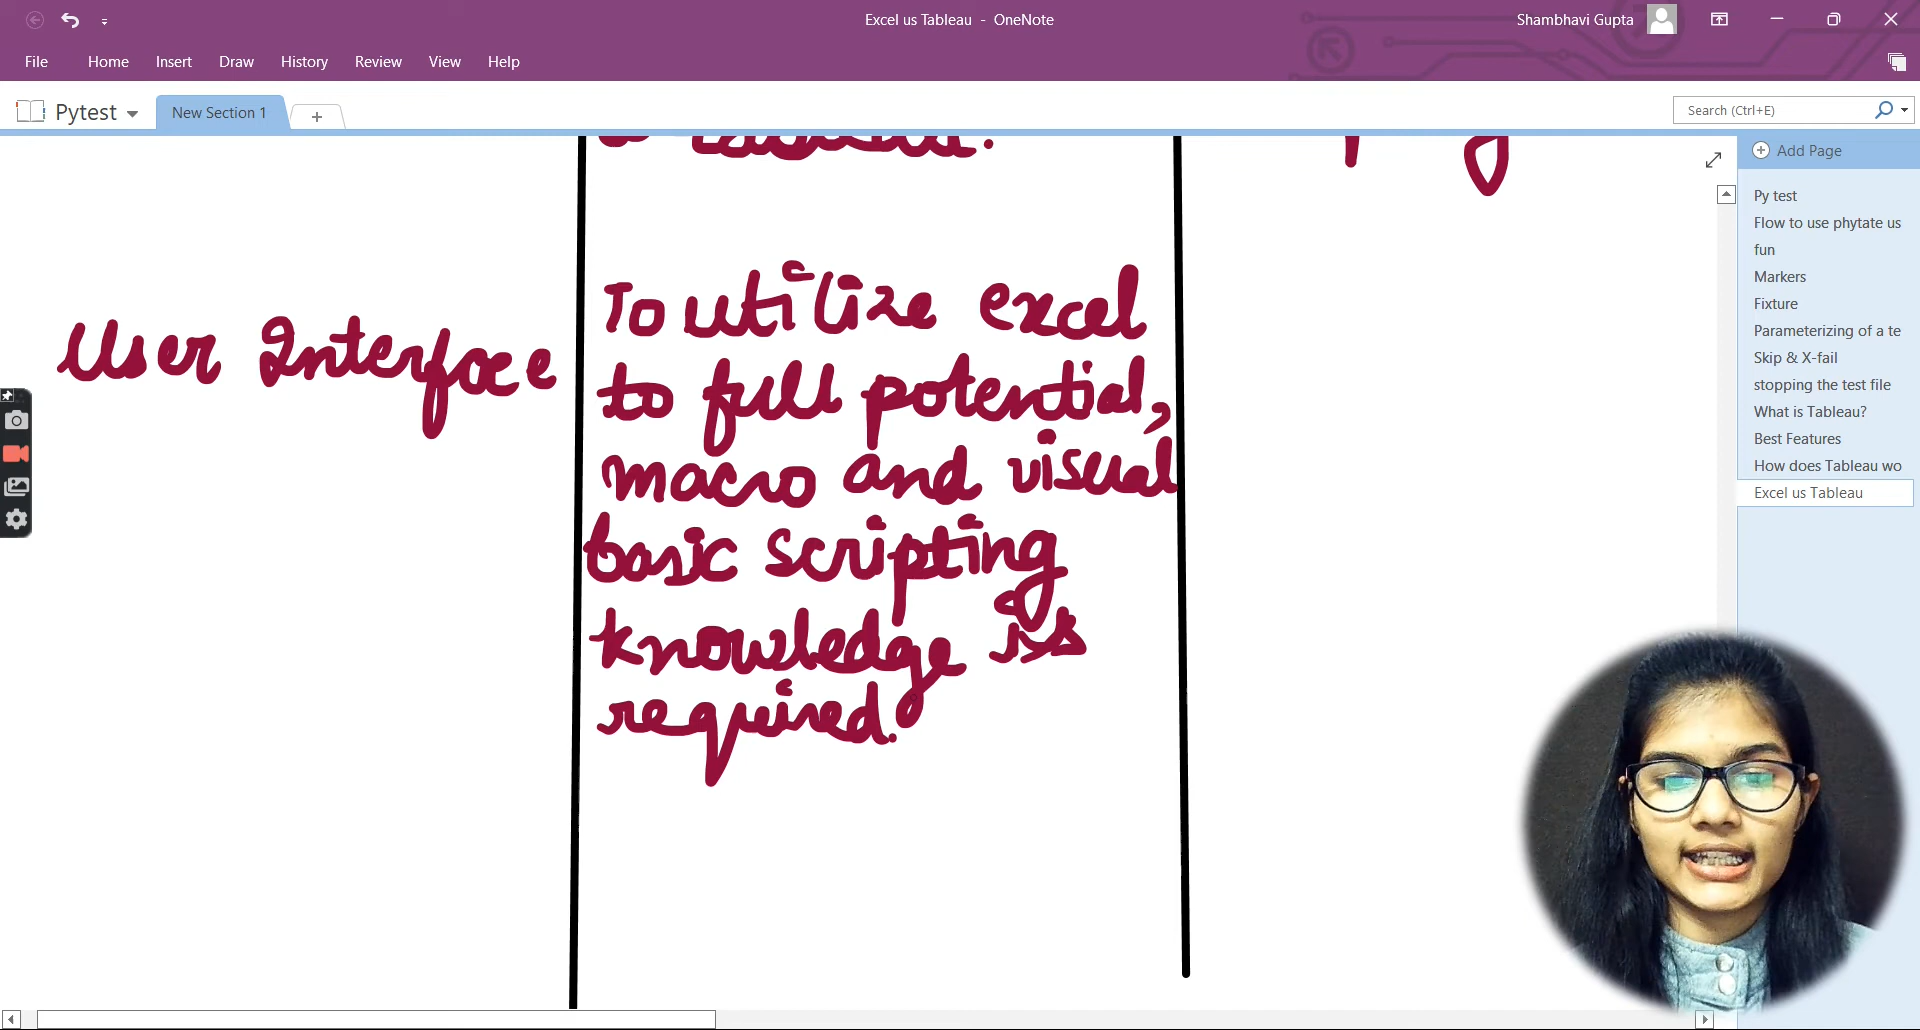 Excel us Tableau - OneNote
Shambhavi Gupta
File Home Insert Draw History Review View Help
Pytest
New Section 1
+
Search (Ctrl+E)
Add Page
Py test
Flow to use phytate us
fun
Markers
Fixture
Parameterizing of a te
Skip & X-fail
stopping the test file
What is Tableau?
Best Features
How does Tableau wo
Excel us Tableau
User Interface
To utilize excel
to full potential,
macro and visual
basic scripting
knowledge is
required.